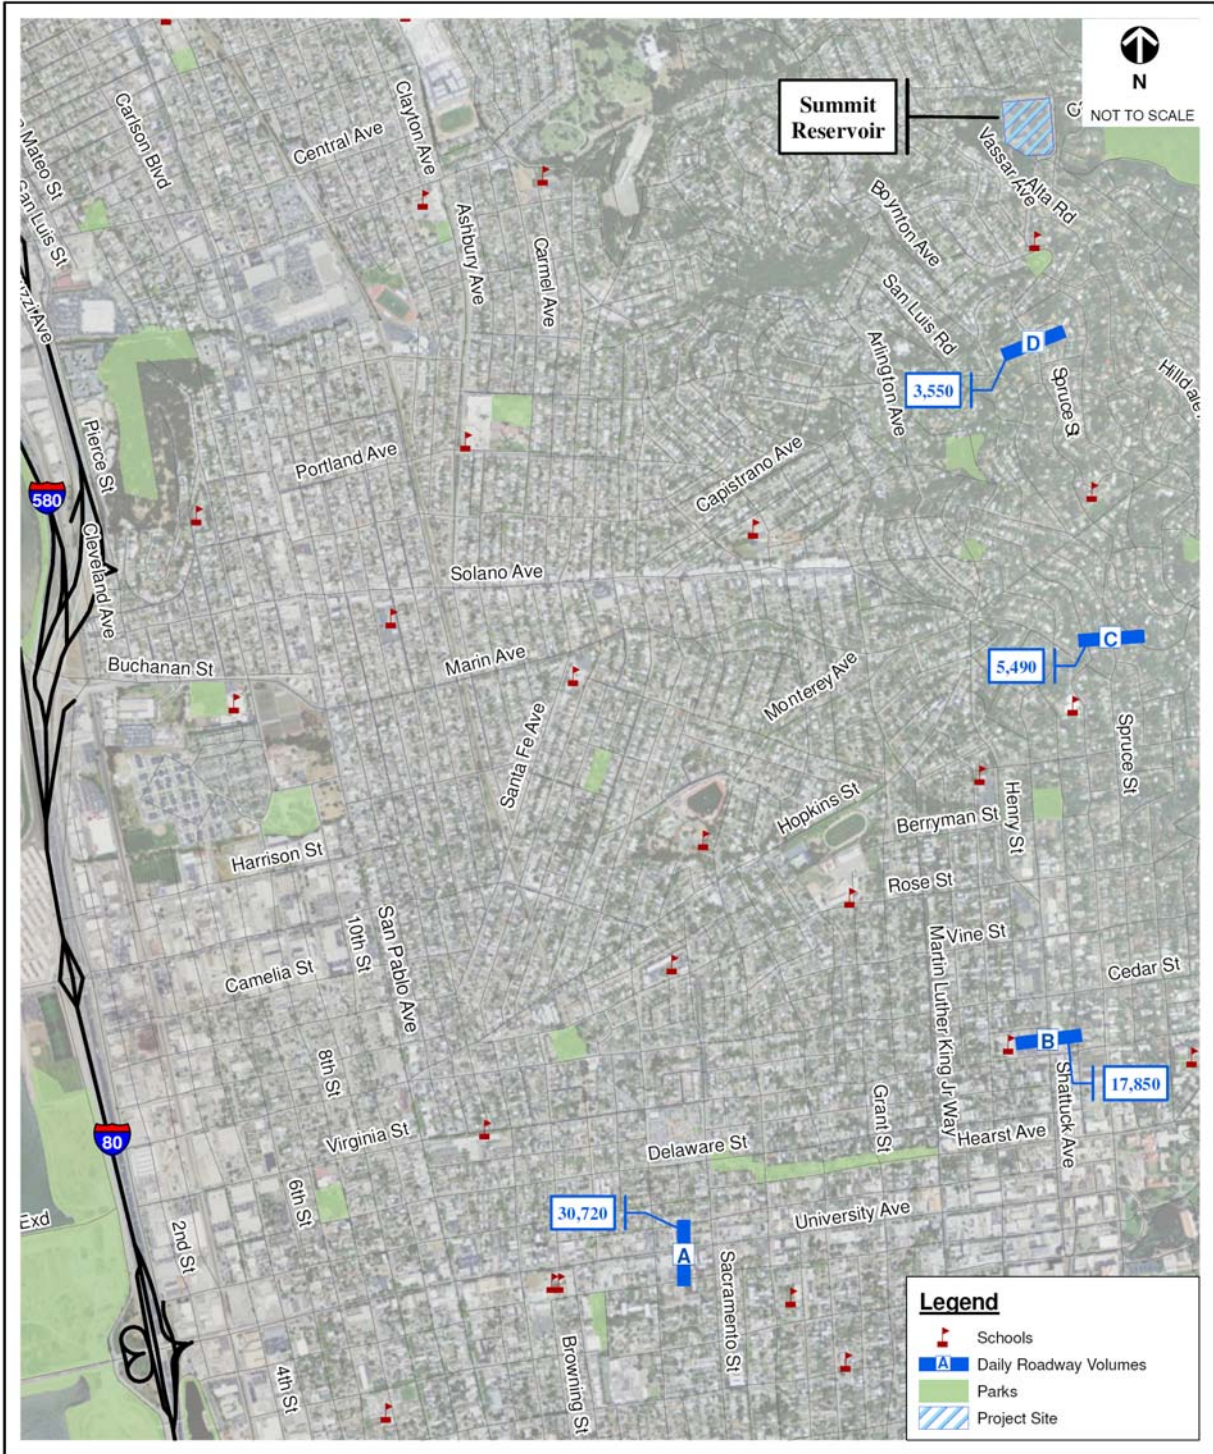 N
NOT TO SCALE
Summit
Reservoir
Carlson Blvd
Clayton Ave
Central Ave
Mateo St
San Luis St
Vassar Ave
Alta Rd
Boynton Ave
Ashbury Ave
Carmel Ave
San Luis Rd
Arlington Ave
D
3,550
Spruce St
Pierce St
Portland Ave
Capistrano Ave
580
Cleveland Ave
Solano Ave
Buchanan St
Marin Ave
C
5,490
Monterey Ave
Santa Fe Ave
Spruce St
Hopkins St
Berryman St
Henry St
Harrison St
Rose St
10th St
San Pablo Ave
Martin Luther King Jr Way
Vine St
Camelia St
Cedar St
B
17,850
8th St
Shattuck Ave
Grant St
80
Virginia St
Delaware St
Hearst Ave
6th St
30,720
University Ave
Exd
2nd St
A
Sacramento St
4th St
Browning St
Legend
Schools
A Daily Roadway Volumes
Parks
Project Site